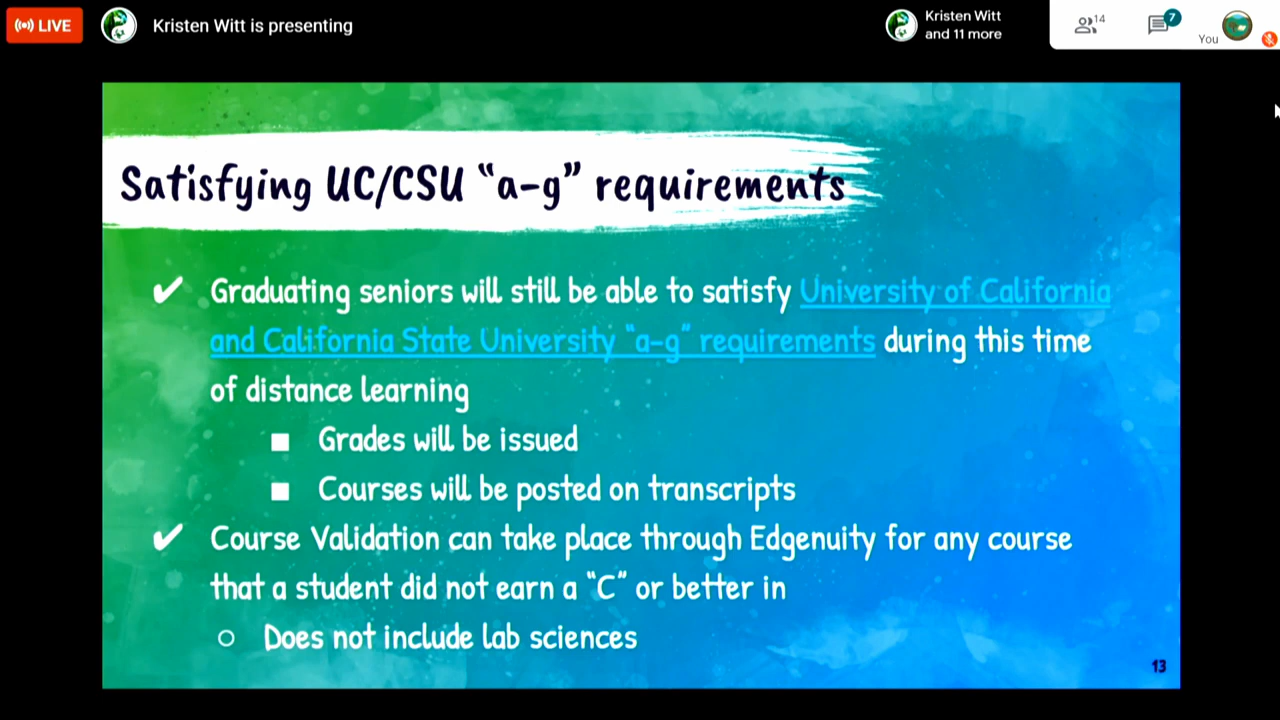 LIVE
Kristen Witt is presenting
Kristen Witt
and 11 more
14
7
You
Satisfying UC/CSU “a-g” requirements
✔ Graduating seniors will still be able to satisfy University of California
and California State University “a-g” requirements during this time
of distance learning
■ Grades will be issued
■ Courses will be posted on transcripts
✔ Course Validation can take place through Edgenuity for any course
that a student did not earn a “C” or better in
○ Does not include lab sciences
13